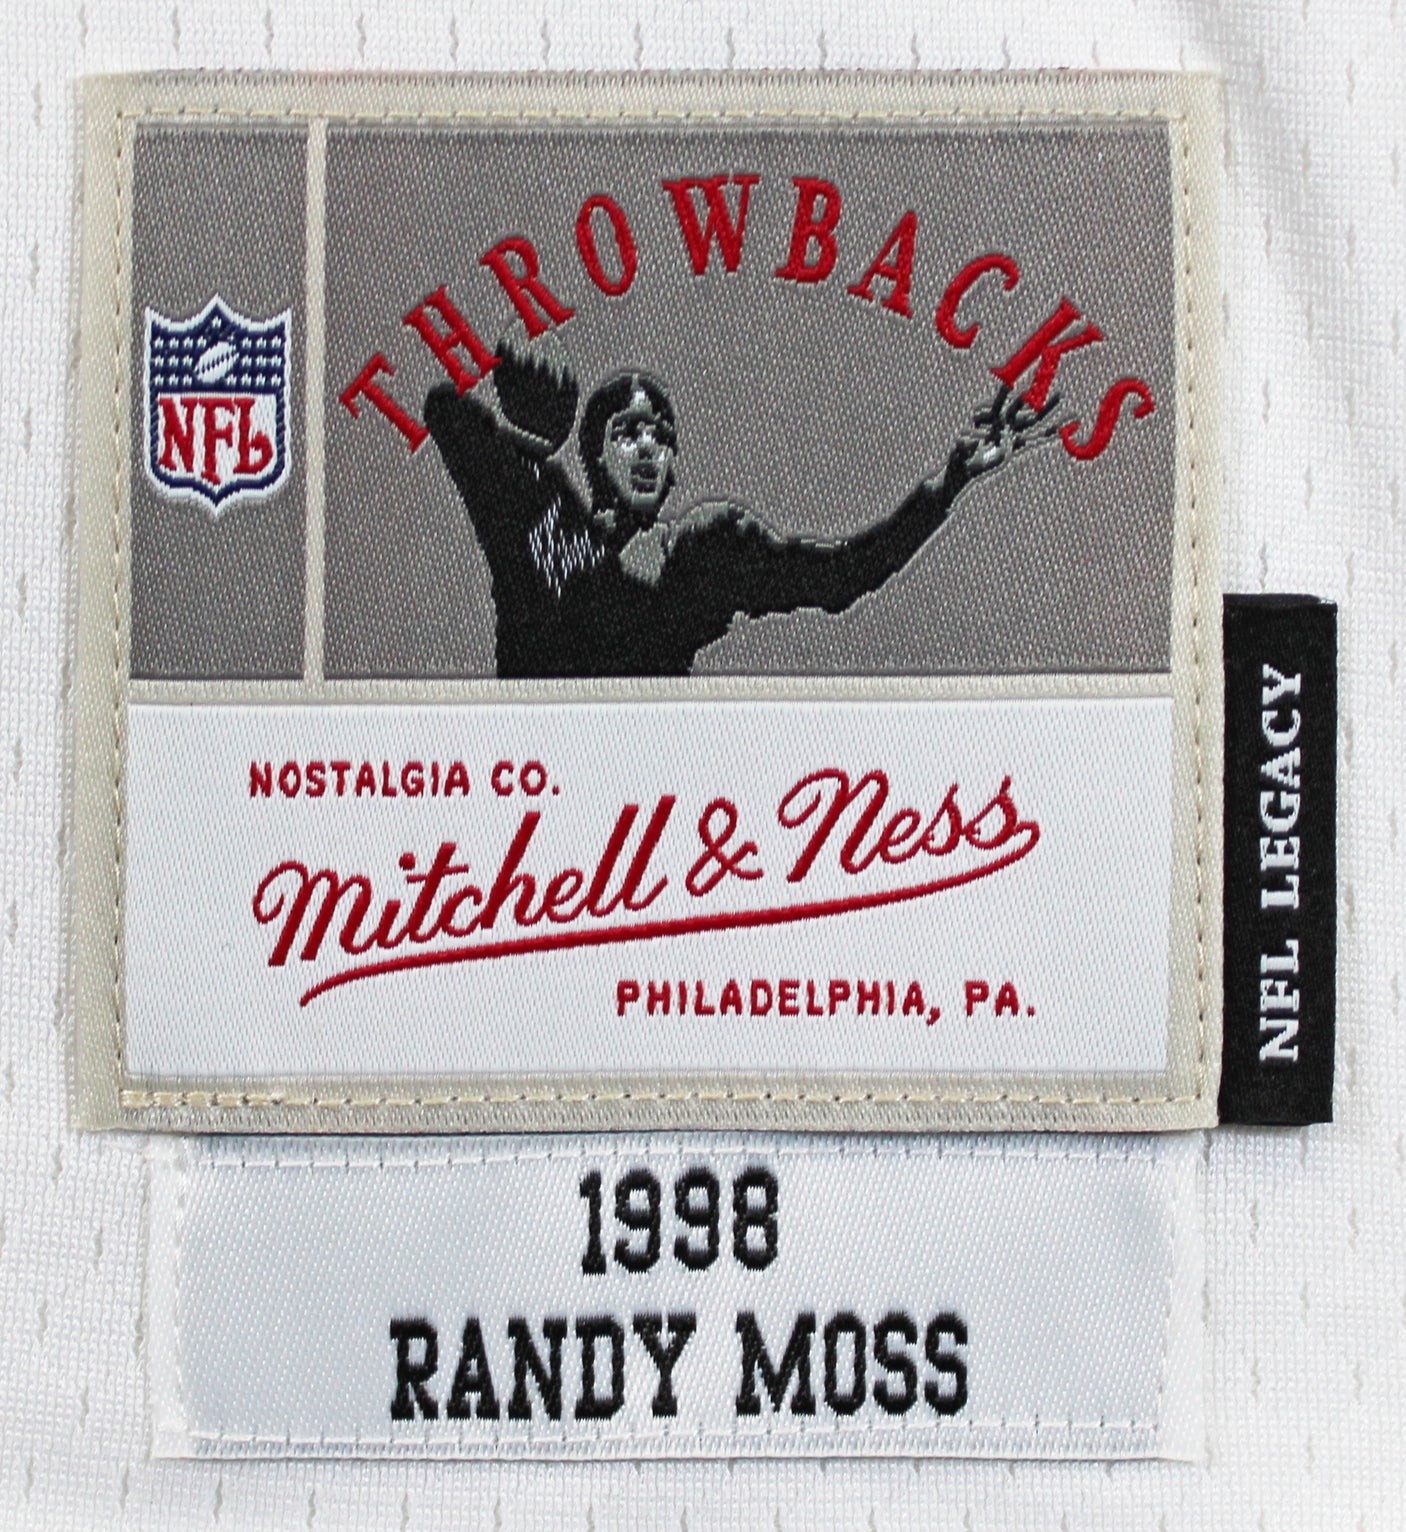 THROWBACKS
NFL
NOSTALGIA CO.
Mitchell & Ness
PHILADELPHIA, PA.
NFL LEGACY
1998
RANDY MOSS